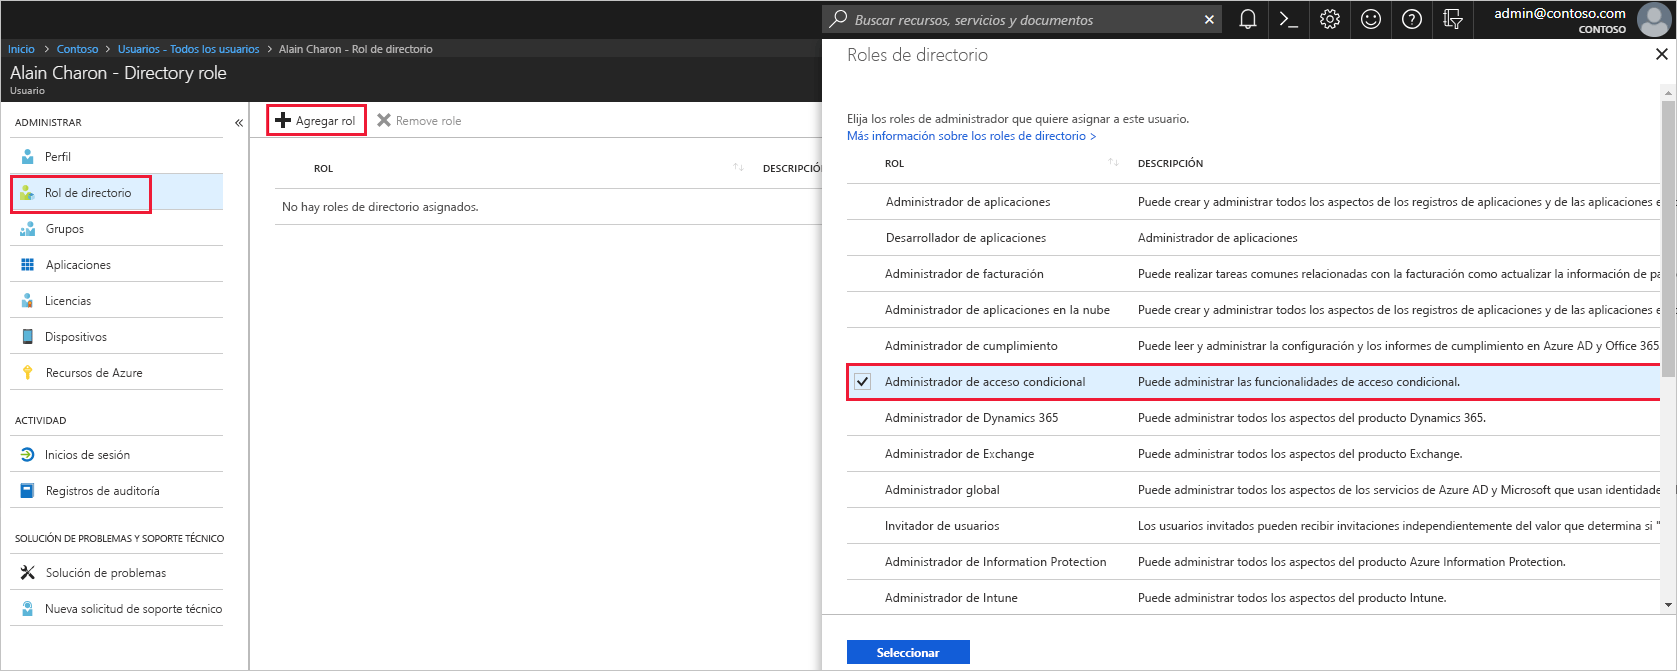 Buscar recursos, servicios y documentos
admin@contoso.com
CONTOSO
Inicio > Contoso > Usuarios - Todos los usuarios > Alain Charon - Rol de directorio
Alain Charon - Directory role
Usuario
ADMINISTRAR
Perfil
Rol de directorio
Grupos
Aplicaciones
Licencias
Dispositivos
Recursos de Azure
ACTIVIDAD
Inicios de sesión
Registros de auditoría
SOLUCIÓN DE PROBLEMAS Y SOPORTE TÉCNICO
Solución de problemas
Nueva solicitud de soporte técnico
Agregar rol Remove role
ROL DESCRIPCIÓN
No hay roles de directorio asignados.
Roles de directorio
Elija los roles de administrador que quiere asignar a este usuario.
Más información sobre los roles de directorio >
ROL DESCRIPCIÓN
Administrador de aplicaciones Puede crear y administrar todos los aspectos de los registros de aplicaciones y de las aplicaciones e
Desarrollador de aplicaciones Administrador de aplicaciones
Administrador de facturación Puede realizar tareas comunes relacionadas con la facturación como actualizar la información de pa
Administrador de aplicaciones en la nube Puede crear y administrar todos los aspectos de los registros de aplicaciones y de las aplicaciones e
Administrador de cumplimiento Puede leer y administrar la configuración y los informes de cumplimiento en Azure AD y Office 365
Administrador de acceso condicional Puede administrar las funcionalidades de acceso condicional.
Administrador de Dynamics 365 Puede administrar todos los aspectos del producto Dynamics 365.
Administrador de Exchange Puede administrar todos los aspectos del producto Exchange.
Administrador global Puede administrar todos los aspectos de los servicios de Azure AD y Microsoft que usan identidade
Invitador de usuarios Los usuarios invitados pueden recibir invitaciones independientemente del valor que determina si "
Administrador de Information Protection Puede administrar todos los aspectos del producto Azure Information Protection.
Administrador de Intune Puede administrar todos los aspectos del producto Intune.
Seleccionar